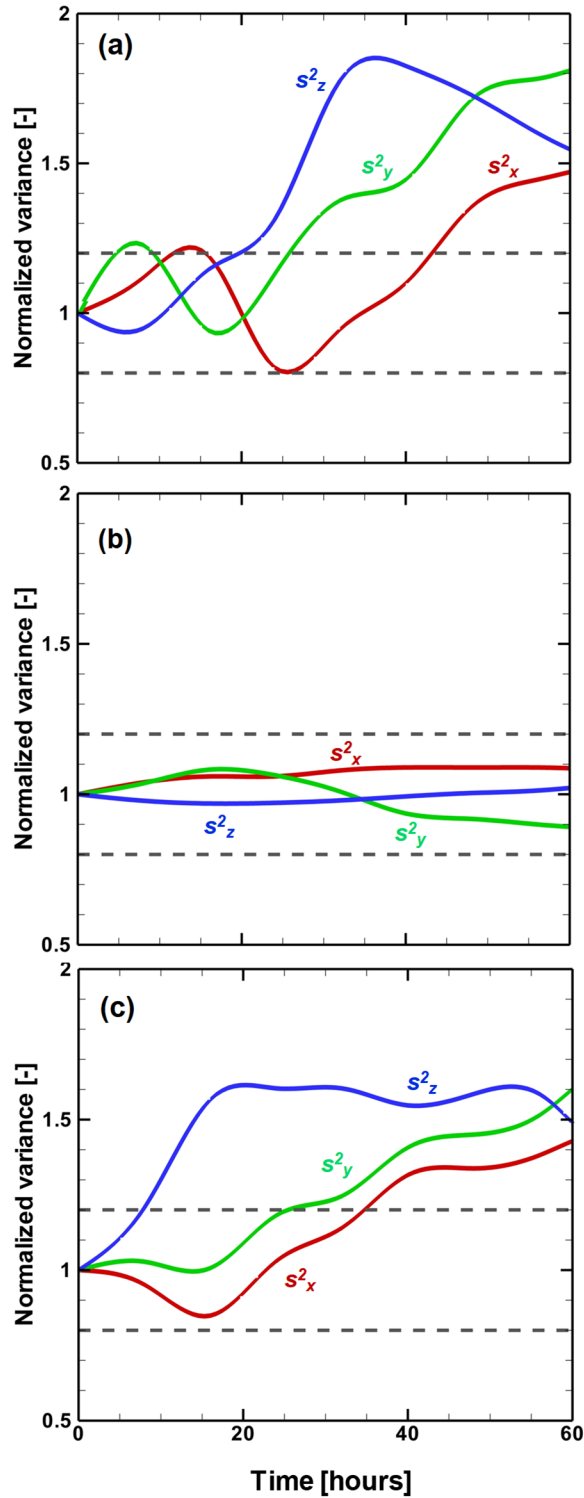 2
(a)
s²z
1.5
s²y
s²x
Normalized variance [-]
1
0.5
2
(b)
1.5
s²x
Normalized variance [-]
1
s²z
s²y
0.5
2
(c)
s²z
1.5
s²y
Normalized variance [-]
1
s²x
0.5
0 20 40 60
Time [hours]